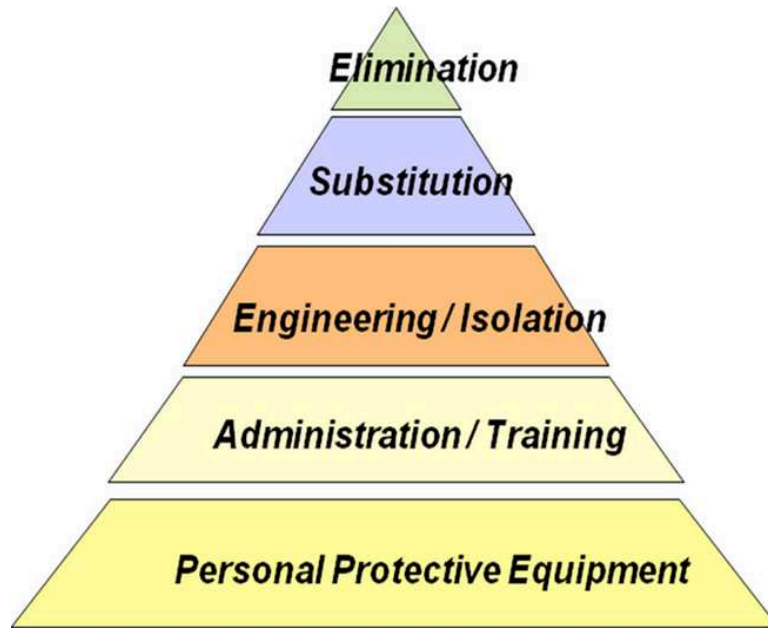 Elimination
Substitution
Engineering / Isolation
Administration / Training
Personal Protective Equipment